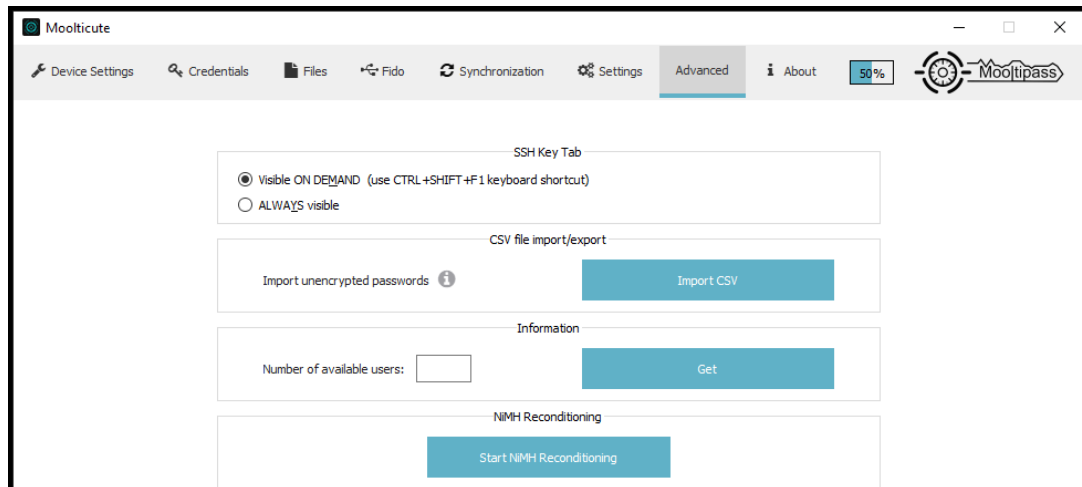 Moolticute
Device Settings Credentials Files Fido Synchronization Settings Advanced About 50% Mooltipass
SSH Key Tab
Visible ON DEMAND (use CTRL+SHIFT+F1 keyboard shortcut)
ALWAYS visible
CSV file import/export
Import unencrypted passwords Import CSV
Information
Number of available users: Get
NiMH Reconditioning
Start NiMH Reconditioning